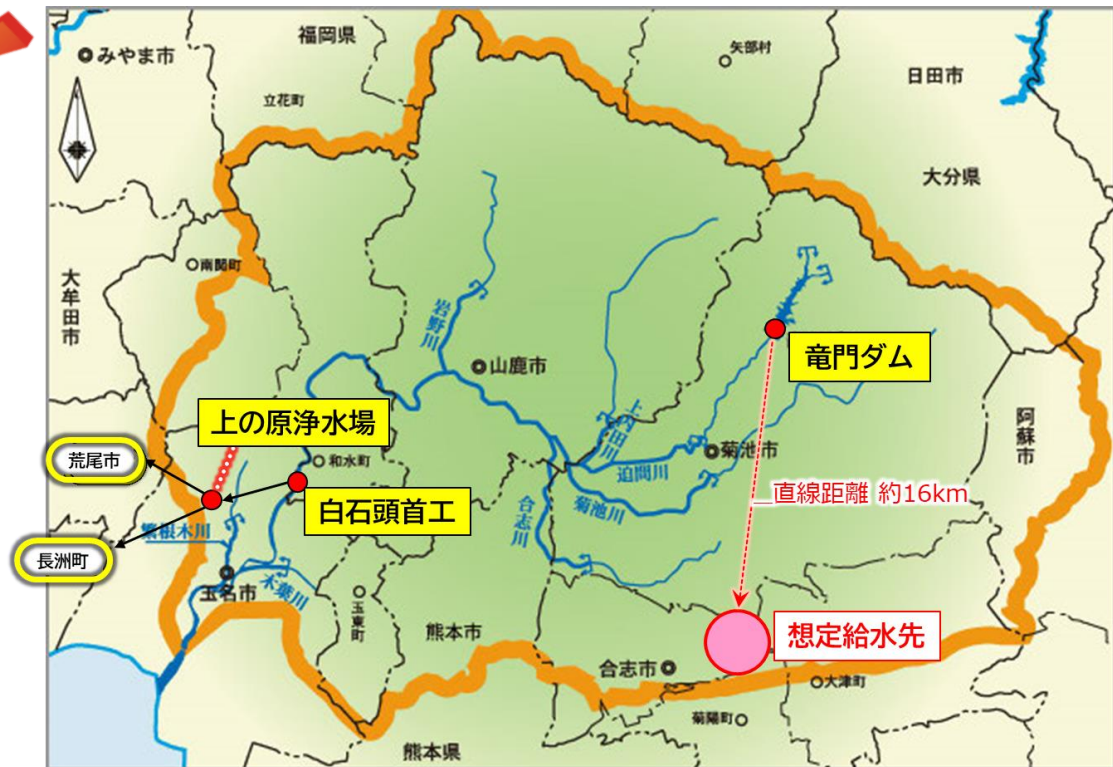 福岡県
矢部村
みやま市
日田市
立花町
大分県
南関町
大牟田市
岩野川
竜門ダム
山鹿市
上の原浄水場
上内田川
阿蘇市
荒尾市
和水町
迫間川
菊池市
直線距離 約16km
白石頭首工
合志川
菊池川
繁根木川
長洲町
玉名市
木葉川
玉東町
熊本市
想定給水先
合志市
大津町
菊陽町
熊本県